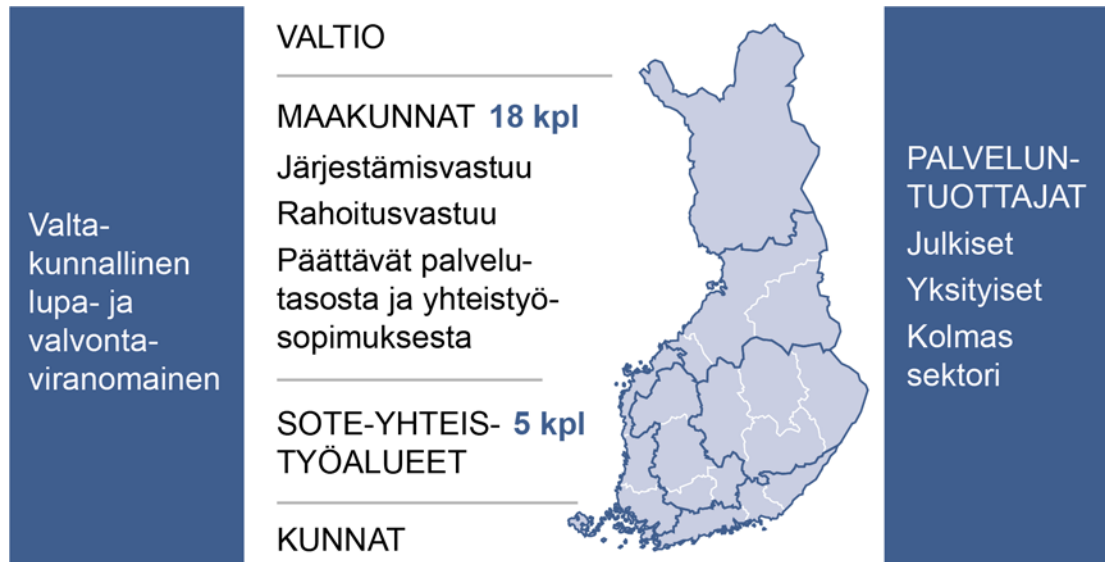 Valta-
kunnallinen
lupa- ja
valvonta-
viranomainen
VALTIO
MAAKUNNAT 18 kpl
Järjestämisvastuu
Rahoitusvastuu
Päättävät palvelu-
tasosta ja yhteistyö-
sopimuksesta
SOTE-YHTEIS- 5 kpl
TYÖALUEET
KUNNAT
PALVELUN-
TUOTTAJAT
Julkiset
Yksityiset
Kolmas
sektori